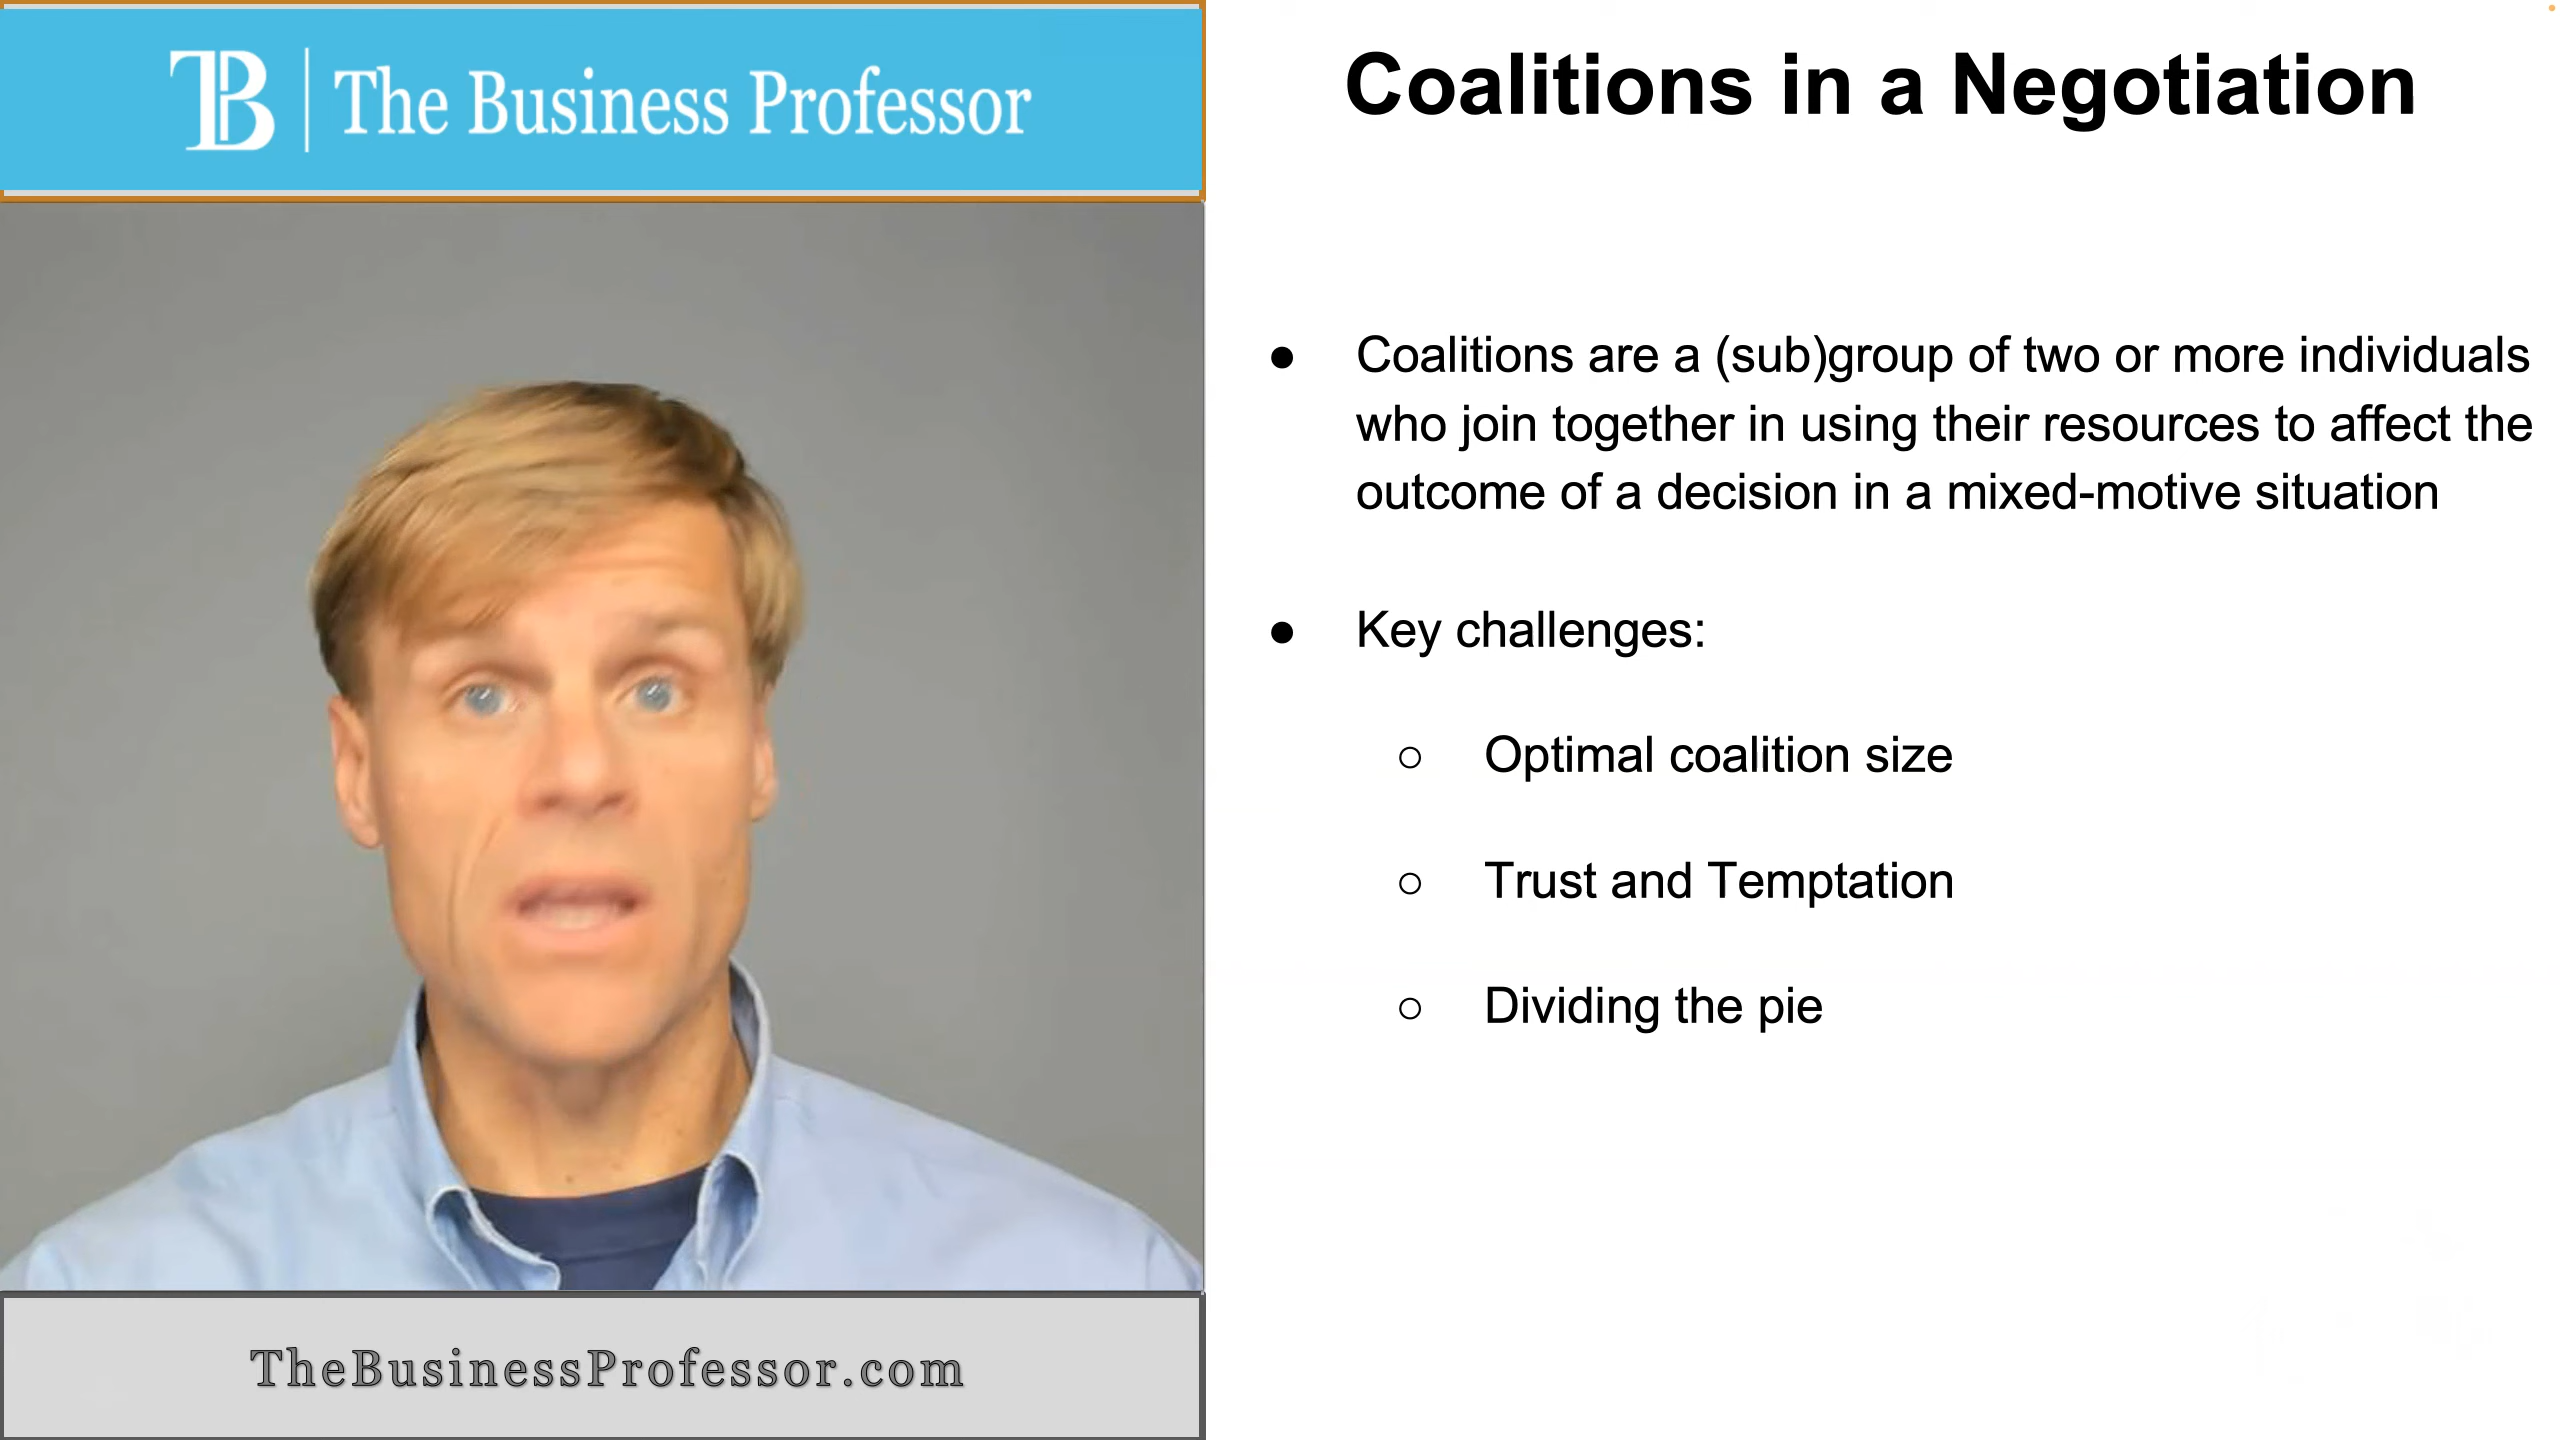 TB | The Business Professor
Coalitions in a Negotiation
● Coalitions are a (sub)group of two or more individuals
who join together in using their resources to affect the
outcome of a decision in a mixed-motive situation
● Key challenges:
○ Optimal coalition size
○ Trust and Temptation
○ Dividing the pie
TheBusinessProfessor.com